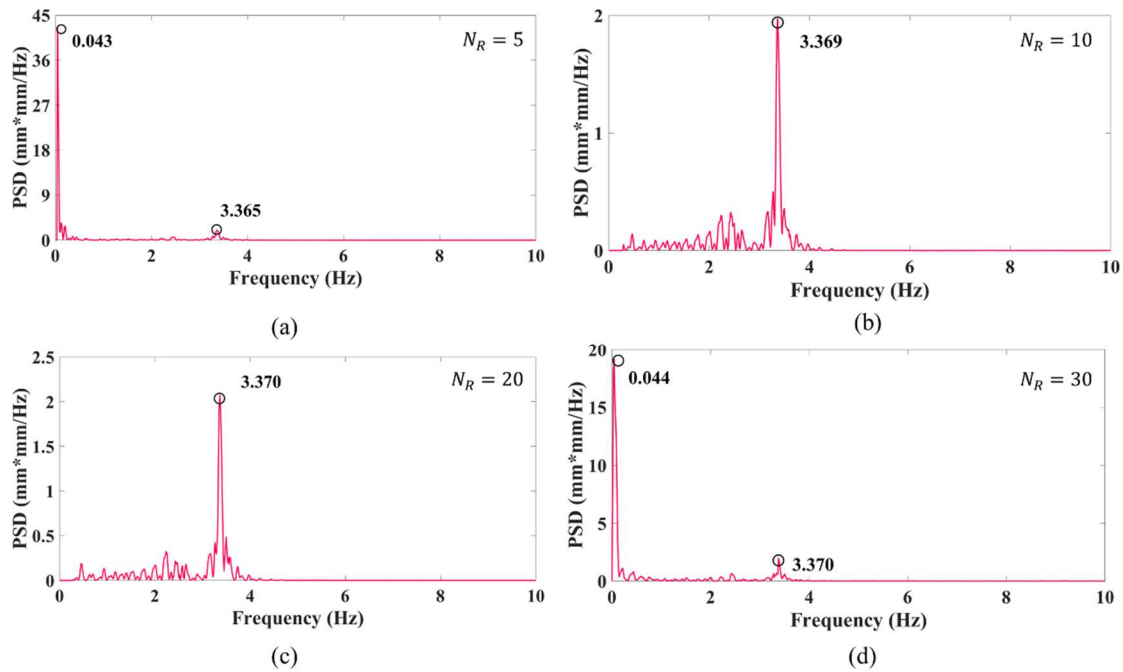 45
36
27
18
9
0
PSD (mm*mm/Hz)
0.043
3.365
N_R = 5
0 2 4 6 8 10
Frequency (Hz)
(a)
2
1
0
PSD (mm*mm/Hz)
3.369
N_R = 10
0 2 4 6 8 10
Frequency (Hz)
(b)
2.5
2
1.5
1
0.5
0
PSD (mm*mm/Hz)
3.370
N_R = 20
0 2 4 6 8 10
Frequency (Hz)
(c)
20
15
10
5
0
PSD (mm*mm/Hz)
0.044
3.370
N_R = 30
0 2 4 6 8 10
Frequency (Hz)
(d)